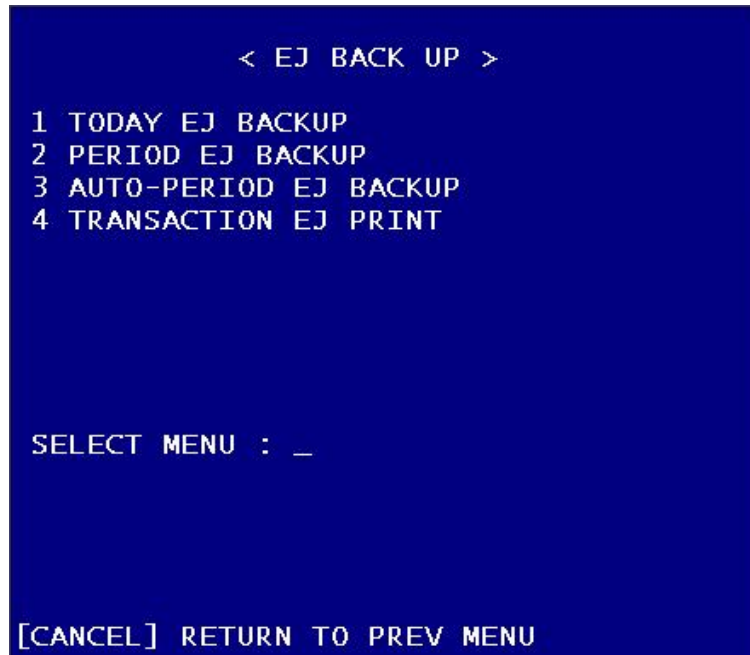 < EJ BACK UP >
1 TODAY EJ BACKUP
2 PERIOD EJ BACKUP
3 AUTO-PERIOD EJ BACKUP
4 TRANSACTION EJ PRINT
SELECT MENU : _
[CANCEL] RETURN TO PREV MENU